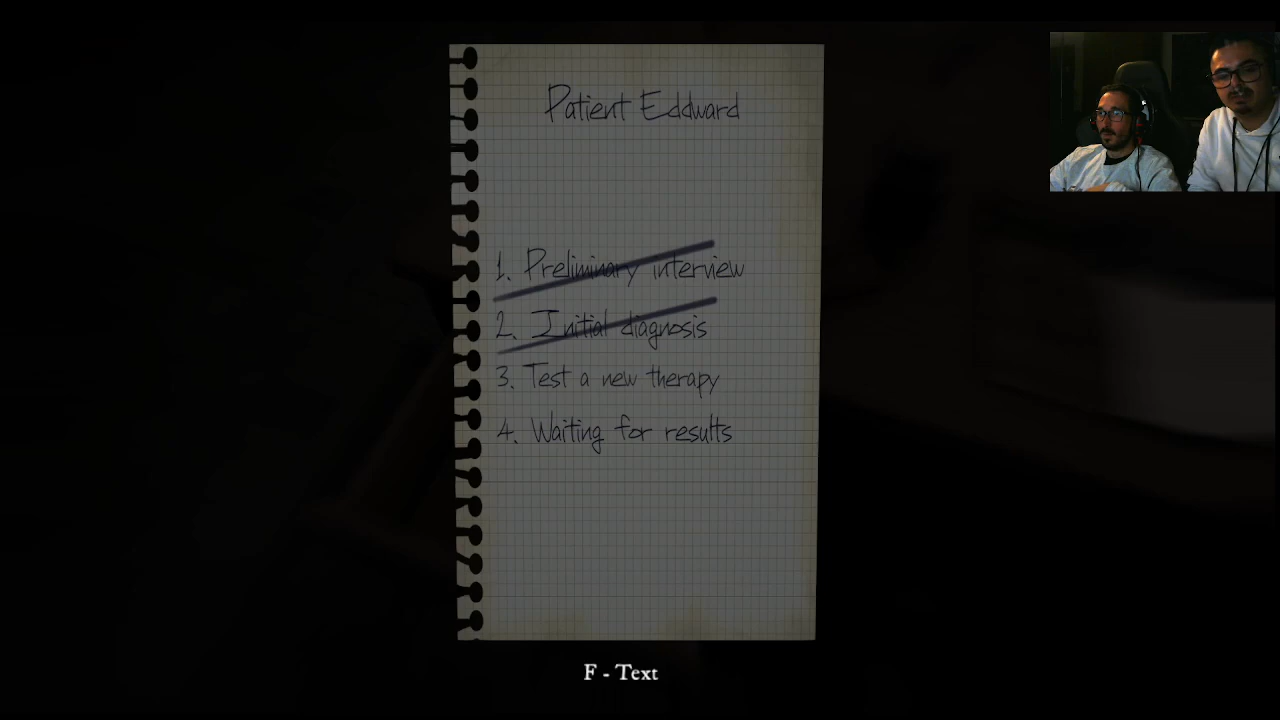 Patient Eddward
1. Preliminary interview
2. Initial diagnosis
3. Test a new therapy
4. Waiting for results
F - Text